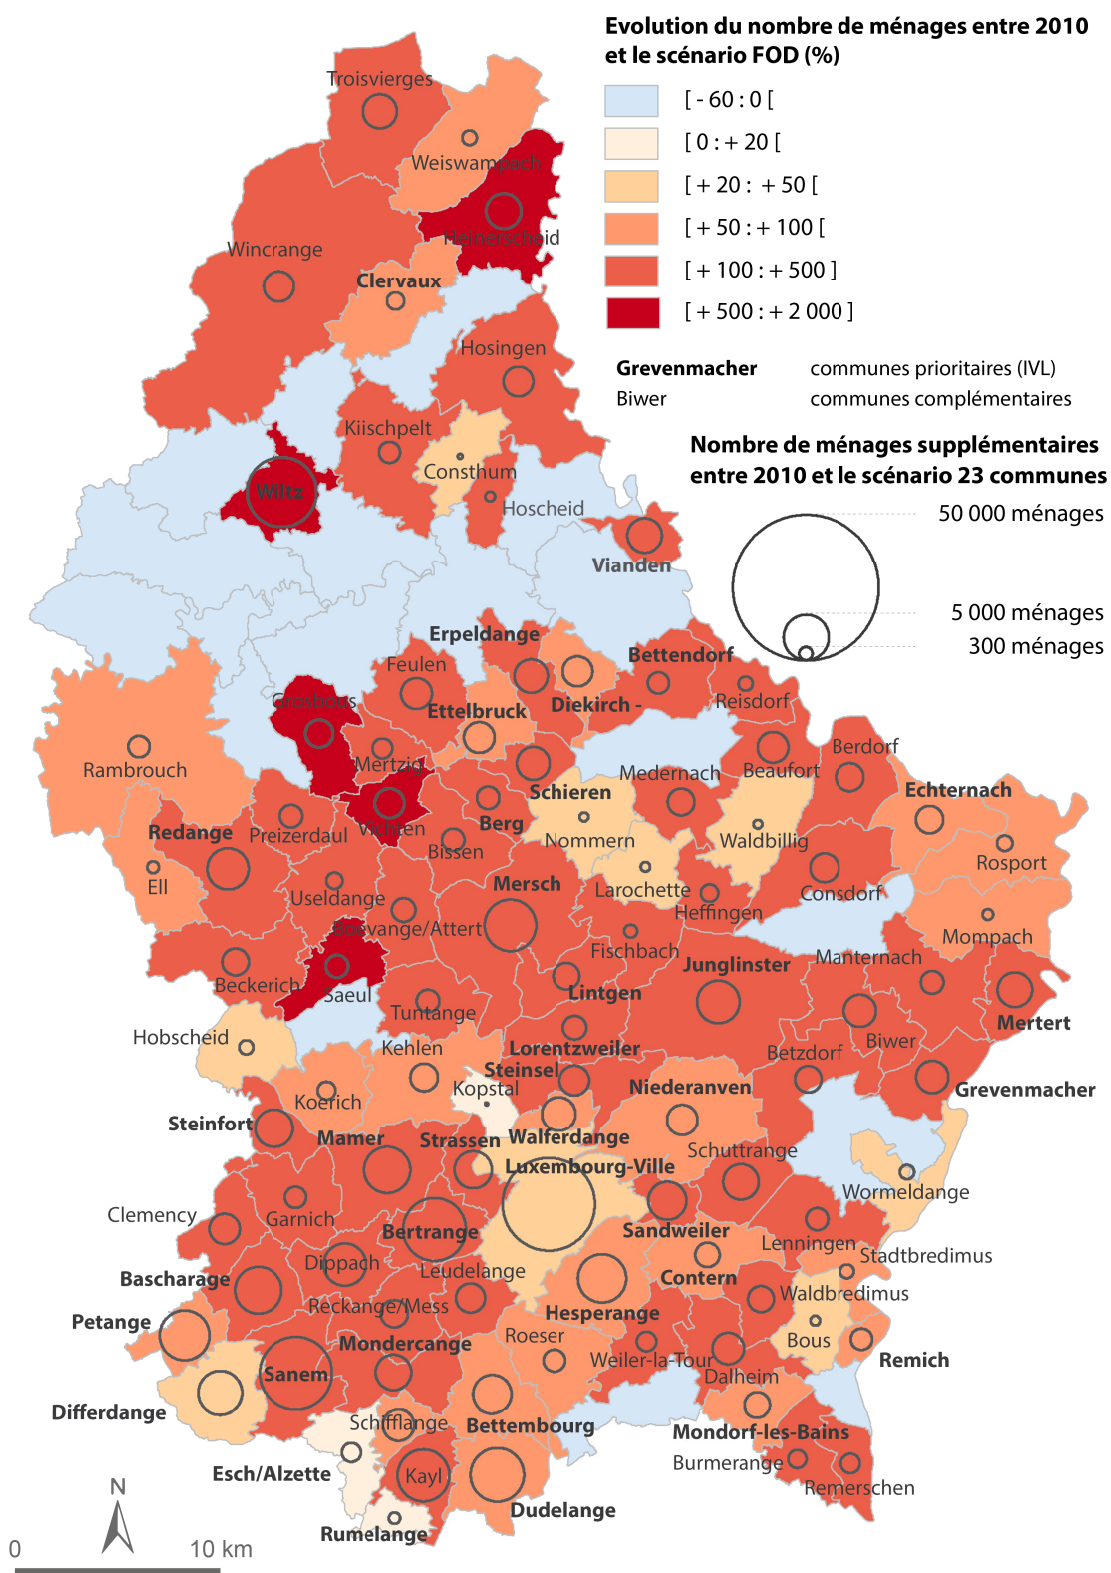 Evolution du nombre de ménages entre 2010
et le scénario FOD (%)
[ - 60 : 0 [
[ 0 : + 20 [
[ + 20 : + 50 [
[ + 50 : + 100 [
[ + 100 : + 500 ]
[ + 500 : + 2 000 ]
Grevenmacher communes prioritaires (IVL)
Biwer communes complémentaires
Nombre de ménages supplémentaires
entre 2010 et le scénario 23 communes
50 000 ménages
5 000 ménages
300 ménages
Troisvierges
Weiswampach
Heinerscheid
Wincrange
Clervaux
Hosingen
Kiischpelt
Consthum
Wiltz
Hoscheid
Vianden
Erpeldange
Bettendorf
Feulen
Grosbous
Ettelbruck
Diekirch -
Reisdorf
Mertzig
Rambrouch
Medernach
Beaufort
Berdorf
Schieren
Echternach
Redange
Preizerdaul
Vichten
Berg
Nommern
Waldbillig
Bissen
Rosport
Ell
Useldange
Mersch
Larochette
Consdorf
Heffingen
Boevange/Attert
Fischbach
Mompach
Manternach
Junglinster
Beckerich
Saeul
Lintgen
Tuntange
Mertert
Hobscheid
Kehlen
Lorentzweiler
Biwer
Betzdorf
Steinsel
Kopstal
Niederanven
Grevenmacher
Koerich
Steinfort
Mamer
Strassen
Walferdange
Schuttrange
Luxembourg-Ville
Wormeldange
Clemency
Garnich
Bertrange
Sandweiler
Lenningen
Stadtbredimus
Dippach
Leudelange
Contern
Bascharage
Waldbredimus
Reckange/Mess
Hesperange
Petange
Roeser
Mondercange
Bous
Weiler-la-Tour
Remich
Sanem
Dalheim
Differdange
Schifflange
Bettembourg
Mondorf-les-Bains
Burmerange
Esch/Alzette
Kayl
Remerschen
Dudelange
Rumelange
N
0 10 km